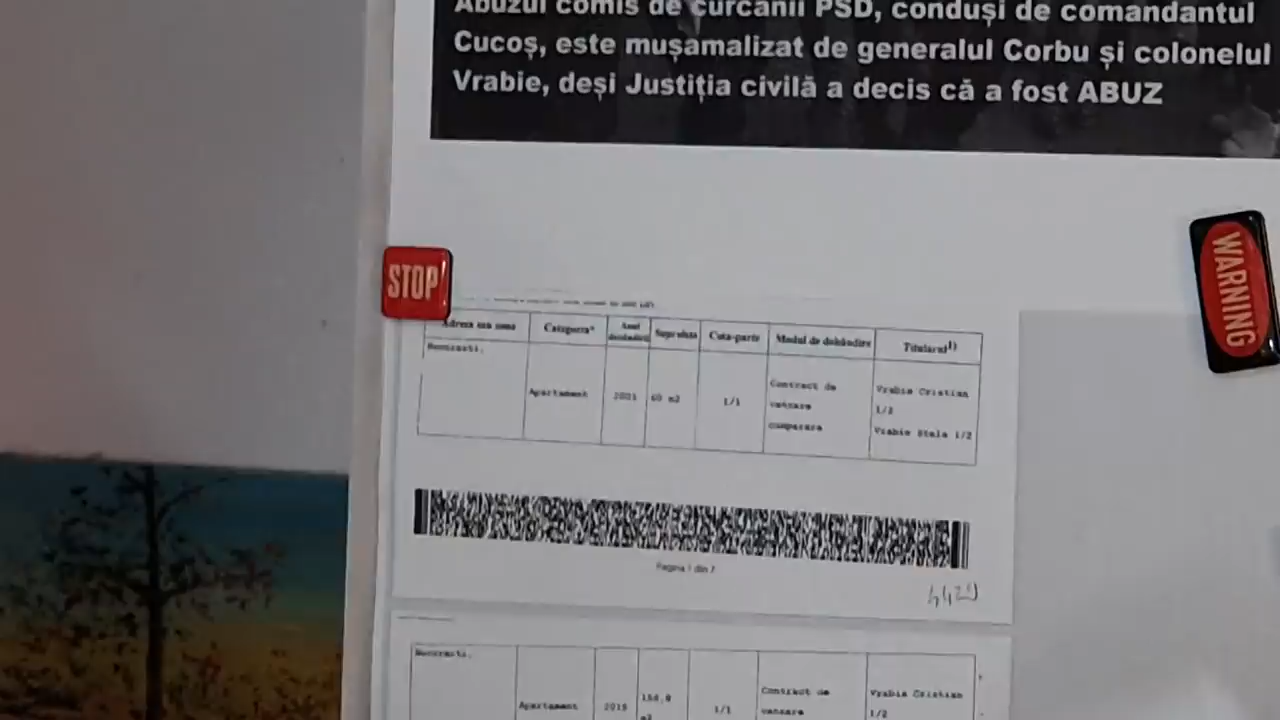 Abuzul comis de curcanii PSD, conduși de comandantul
Cucoș, este mușamalizat de generalul Corbu și colonelul
Vrabie, deși Justiția civilă a decis că a fost ABUZ
STOP
WARNING
Adresa sau zona Categoria* Anul dobândirii Suprafața Cota-parte Modul de dobândire Titularul1)
Bucuresti,
Apartament 2001 60 m2 1/1 Contract de vanzare cumparare Vrabie Cristian 1/2 Vrabie Stela 1/2
Pagina 1 din 7
Bucuresti,
Apartament 2015 158,8 m2 1/1 Contract de vanzare Vrabie Cristian 1/2